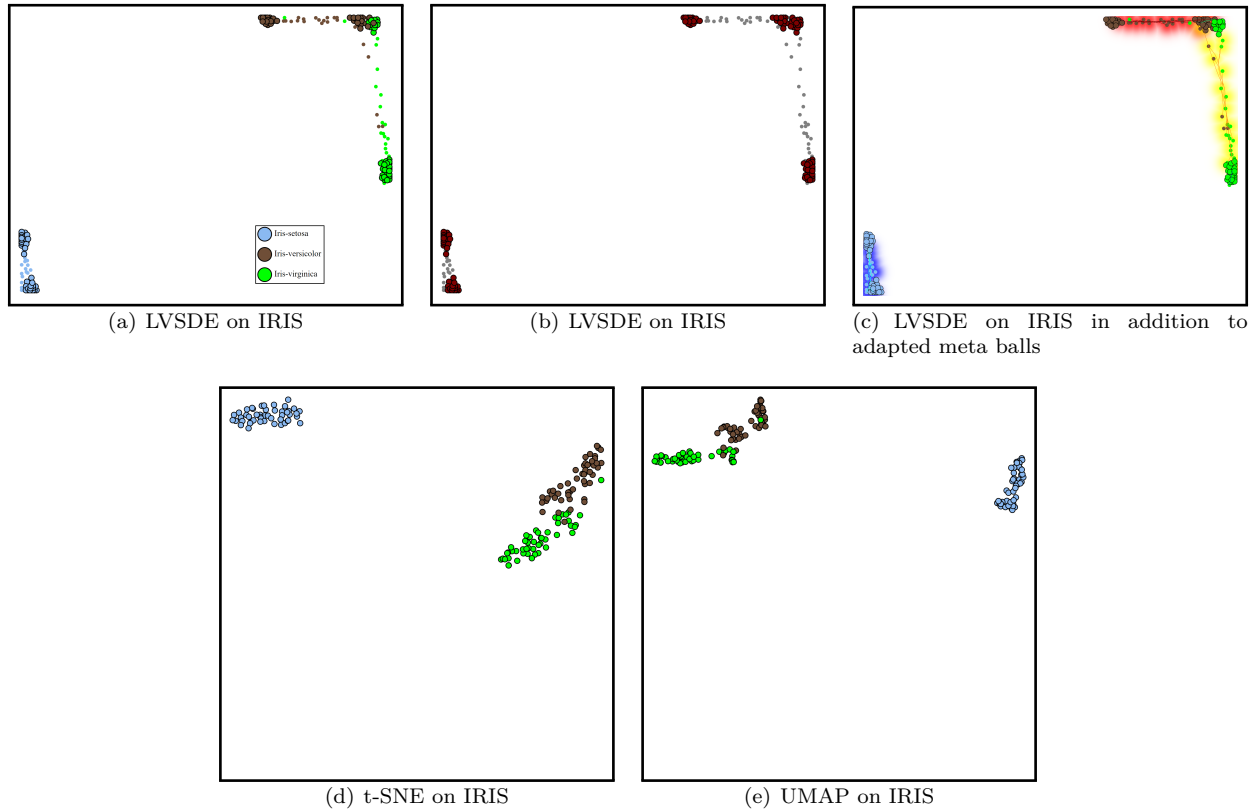 Iris-setosa
Iris-versicolor
Iris-virginica
(a) LVSDE on IRIS
(b) LVSDE on IRIS
(c) LVSDE on IRIS in addition to
adapted meta balls
(d) t-SNE on IRIS
(e) UMAP on IRIS